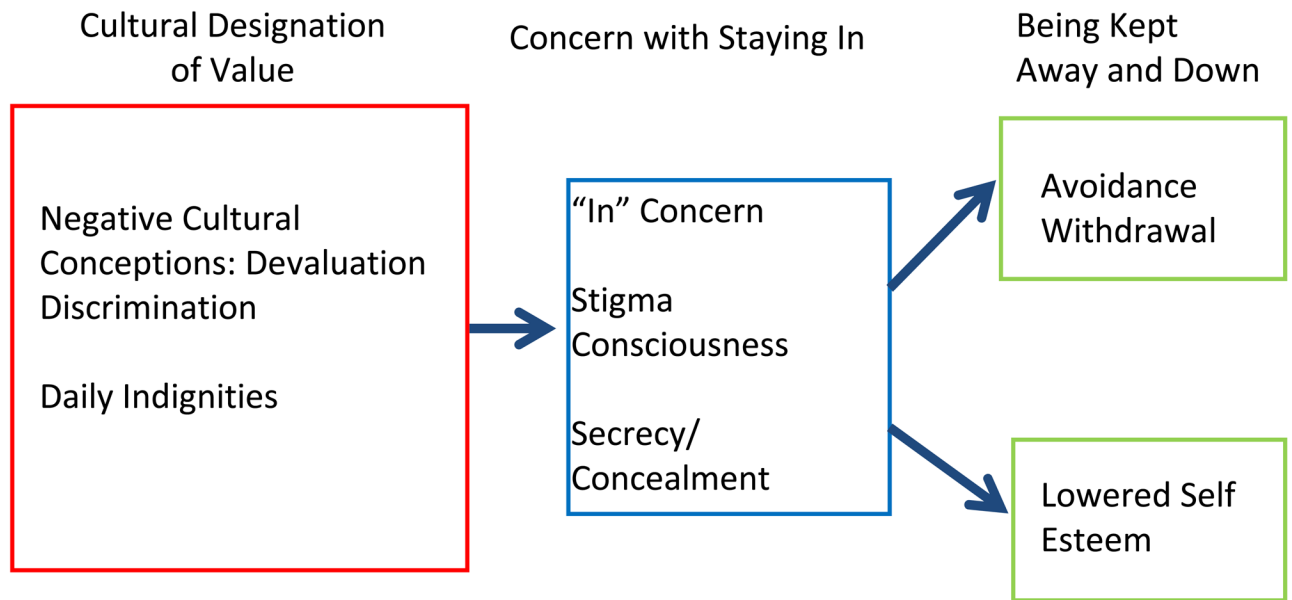 Cultural Designation
of Value
Concern with Staying In
Being Kept
Away and Down
Negative Cultural
Conceptions: Devaluation
Discrimination
Daily Indignities
“In” Concern
Stigma
Consciousness
Secrecy/
Concealment
Avoidance
Withdrawal
Lowered Self
Esteem